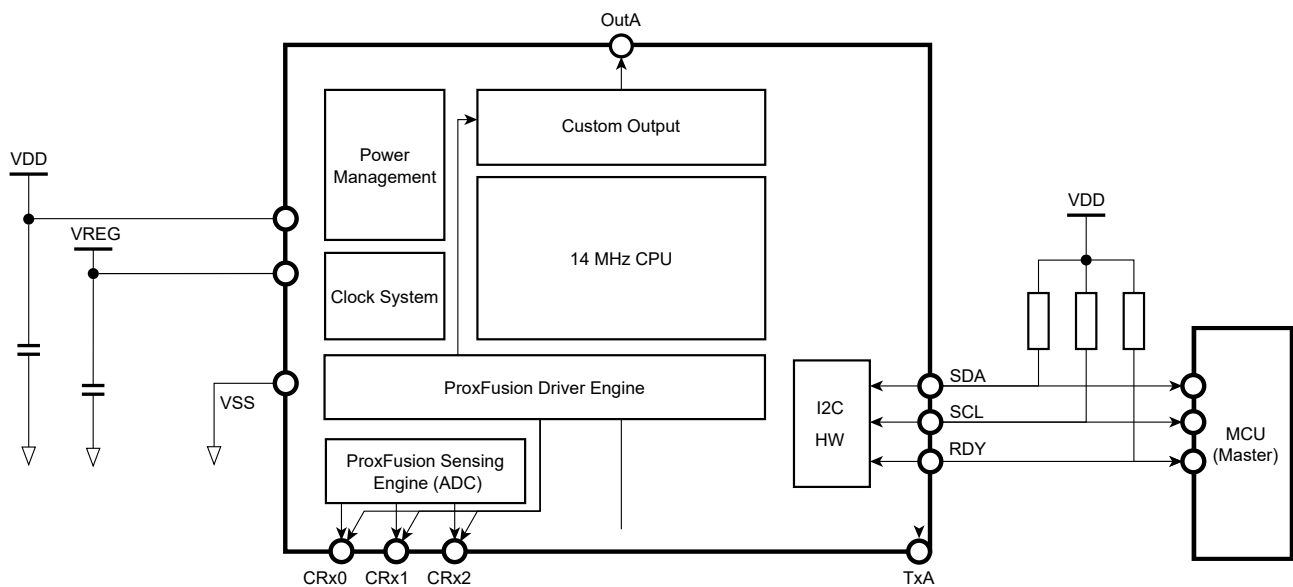 OutA
Custom Output
Power
Management
VDD
VREG
14 MHz CPU
Clock System
VDD
ProxFusion Driver Engine
VSS
I2C
HW
SDA
SCL
RDY
MCU
(Master)
ProxFusion Sensing
Engine (ADC)
CRx0
CRx1
CRx2
TxA